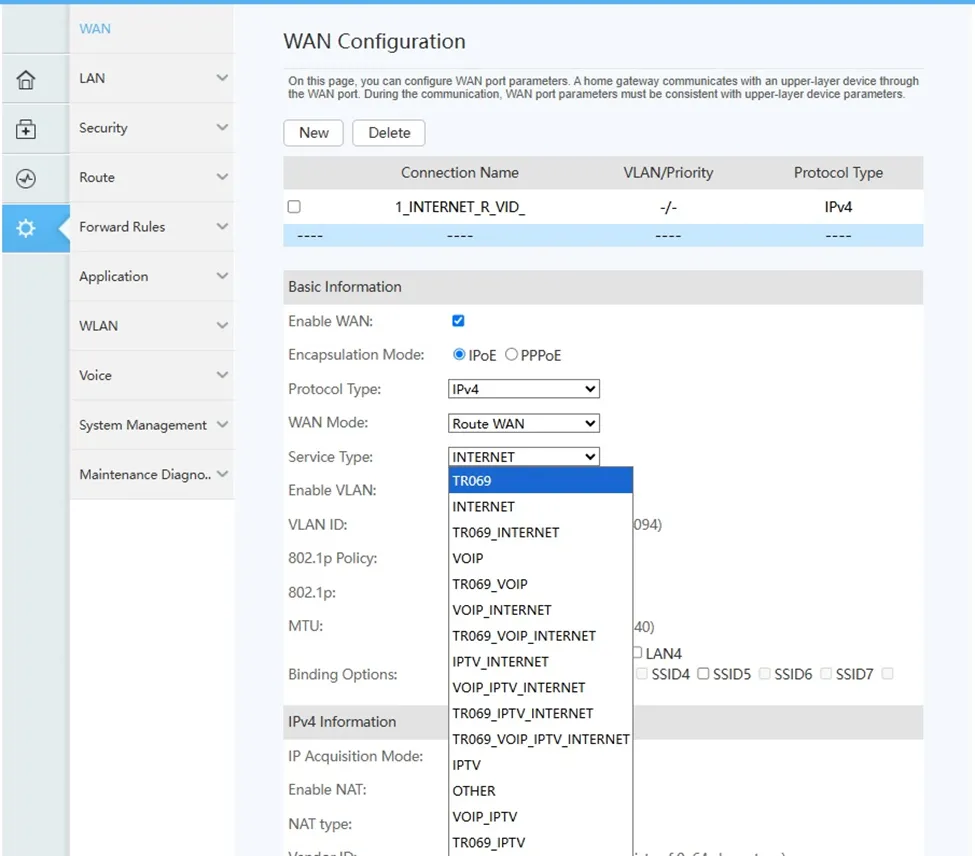 WAN
LAN
Security
Route
Forward Rules
Application
WLAN
Voice
System Management
Maintenance Diagno..
WAN Configuration
On this page, you can configure WAN port parameters. A home gateway communicates with an upper-layer device through
the WAN port. During the communication, WAN port parameters must be consistent with upper-layer device parameters.
New Delete
Connection Name VLAN/Priority Protocol Type
1_INTERNET_R_VID_ -/- IPv4
---- ---- ---- ----
Basic Information
Enable WAN:
Encapsulation Mode: IPoE PPPoE
Protocol Type: IPv4
WAN Mode: Route WAN
Service Type: INTERNET
TR069
INTERNET
TR069_INTERNET
VOIP
TR069_VOIP
VOIP_INTERNET
TR069_VOIP_INTERNET
IPTV_INTERNET
VOIP_IPTV_INTERNET
TR069_IPTV_INTERNET
TR069_VOIP_IPTV_INTERNET
IPTV
OTHER
VOIP_IPTV
TR069_IPTV
Enable VLAN:
VLAN ID: 094)
802.1p Policy:
802.1p:
MTU: 40)
LAN4
Binding Options: SSID4 SSID5 SSID6 SSID7
IPv4 Information
IP Acquisition Mode:
Enable NAT:
NAT type: